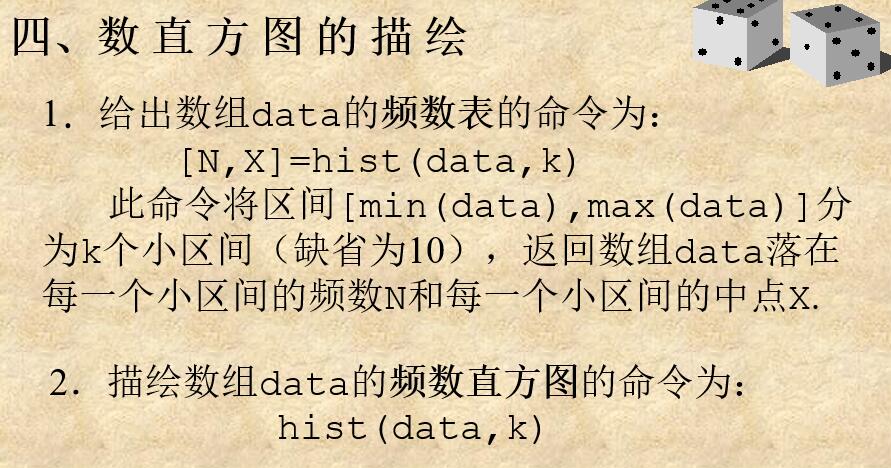 四、数 直 方 图 的 描 绘
1. 给出数组data的频数表的命令为:
[N,X]=hist(data,k)
此命令将区间[min(data),max(data)]分
为k个小区间（缺省为10），返回数组data落在
每一个小区间的频数N和每一个小区间的中点X.
2. 描绘数组data的频数直方图的命令为:
hist(data,k)